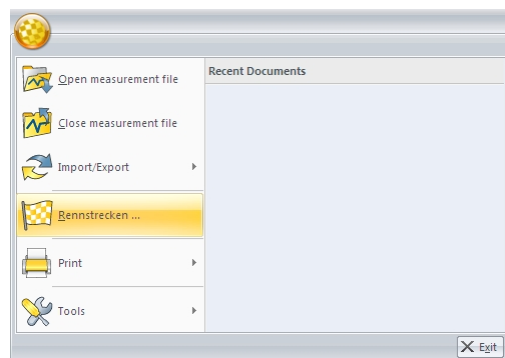 Open measurement file
Recent Documents
Close measurement file
Import/Export
Rennstrecken ...
Print
Tools
Exit